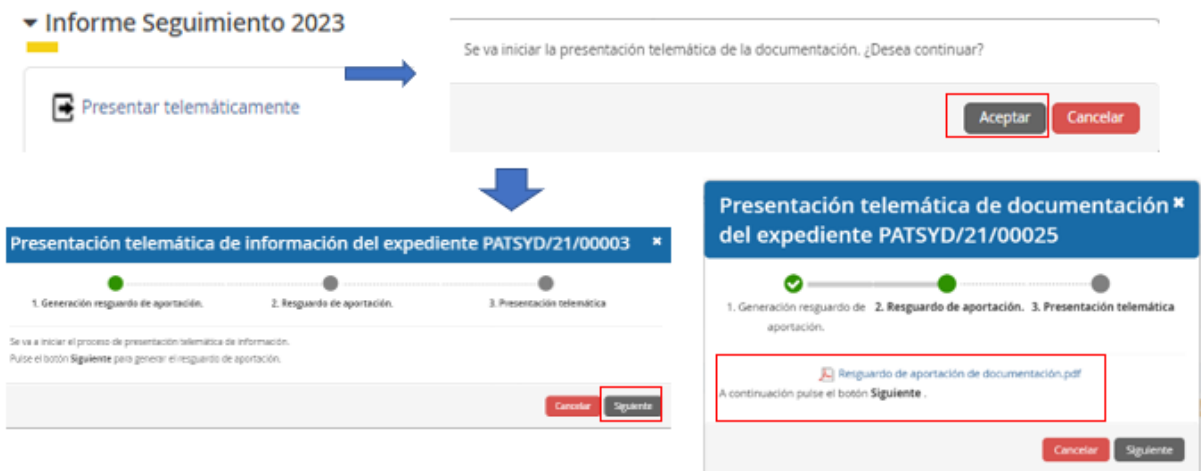 Informe Seguimiento 2023
Presentar telemáticamente
Se va iniciar la presentación telemática de la documentación. ¿Desea continuar?
Aceptar Cancelar
Presentación telemática de información del expediente PATSYD/21/00003 ×
1. Generación resguardo de aportación. 2. Resguardo de aportación. 3. Presentación telemática
Se va a iniciar el proceso de presentación telemática de información.
Pulse el botón Siguiente para generar el resguardo de aportación.
Cancelar Siguiente
Presentación telemática de documentación ×
del expediente PATSYD/21/00025
1. Generación resguardo de 2. Resguardo de aportación. 3. Presentación telemática
aportación.
Resguardo de aportación de documentación.pdf
A continuación pulse el botón Siguiente .
Cancelar Siguiente